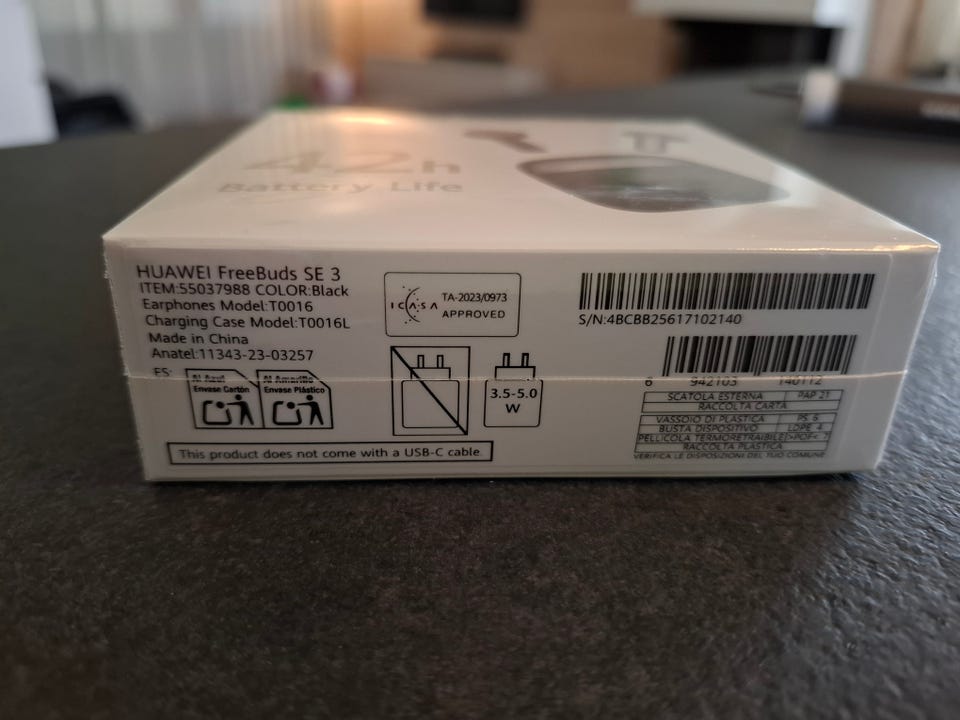 42h
Battery Life
HUAWEI FreeBuds SE 3
ITEM:55037988 COLOR:Black
Earphones Model:T0016
Charging Case Model:T0016L
Made in China
Anatel:11343-23-03257
ES:
Al Azul
Envase Cartón
Al Amarillo
Envase Plástico
This product does not come with a USB-C cable.
ICASA
TA-2023/0973
APPROVED
3.5-5.0
W
S/N:4BCBB25617102140
6 942103 140112
SCATOLA ESTERNA PAP 21
RACCOLTA CARTA
VASSOIO DI PLASTICA PS 6
BUSTA DISPOSITIVO LDPE 4
PELLICOLA TERMORETRAIBILE >POF< 7
RACCOLTA PLASTICA
VERIFICA LE DISPOSIZIONI DEL TUO COMUNE